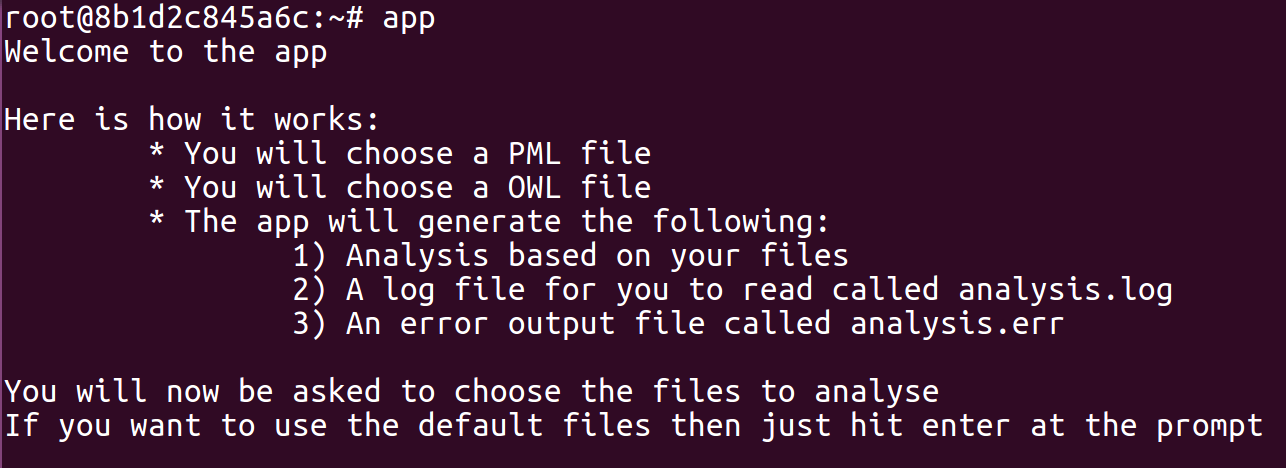 root@8b1d2c845a6c:~# app
Welcome to the app
Here is how it works:
* You will choose a PML file
* You will choose a OWL file
* The app will generate the following:
1) Analysis based on your files
2) A log file for you to read called analysis.log
3) An error output file called analysis.err
You will now be asked to choose the files to analyse
If you want to use the default files then just hit enter at the prompt